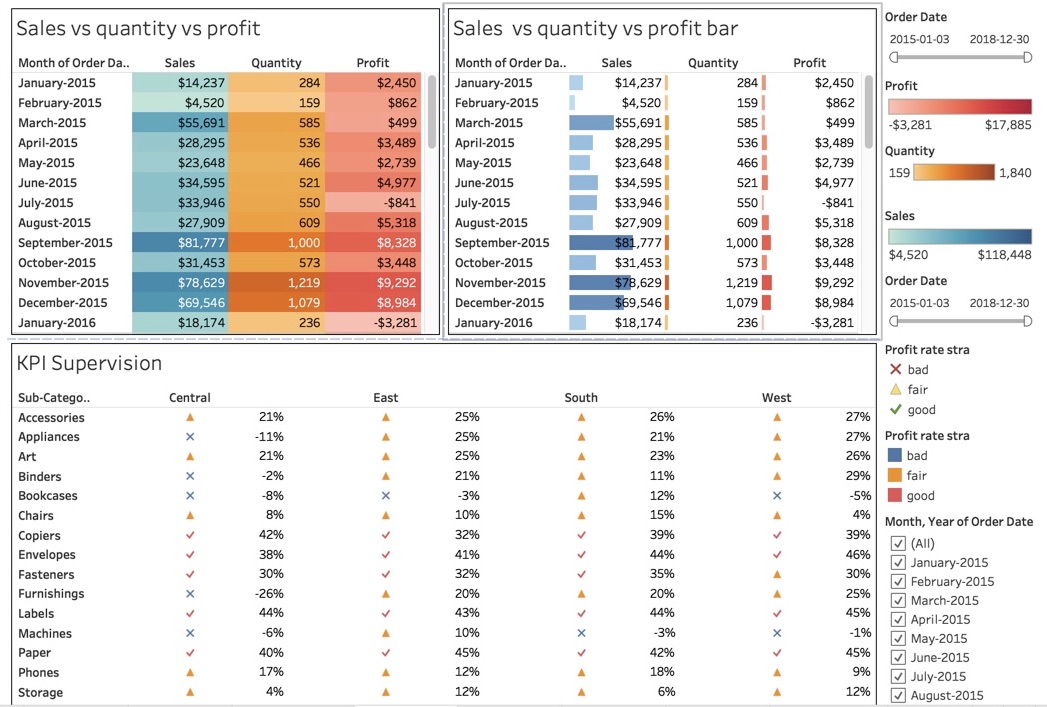 Sales vs quantity vs profit
Month of Order Da.. Sales Quantity Profit
January-2015 $14,237 284 $2,450
February-2015 $4,520 159 $862
March-2015 $55,691 585 $499
April-2015 $28,295 536 $3,489
May-2015 $23,648 466 $2,739
June-2015 $34,595 521 $4,977
July-2015 $33,946 550 -$841
August-2015 $27,909 609 $5,318
September-2015 $81,777 1,000 $8,328
October-2015 $31,453 573 $3,448
November-2015 $78,629 1,219 $9,292
December-2015 $69,546 1,079 $8,984
January-2016 $18,174 236 -$3,281
Sales vs quantity vs profit bar
Month of Order Da.. Sales Quantity Profit
January-2015 $14,237 284 $2,450
February-2015 $4,520 159 $862
March-2015 $55,691 585 $499
April-2015 $28,295 536 $3,489
May-2015 $23,648 466 $2,739
June-2015 $34,595 521 $4,977
July-2015 $33,946 550 -$841
August-2015 $27,909 609 $5,318
September-2015 $81,777 1,000 $8,328
October-2015 $31,453 573 $3,448
November-2015 $78,629 1,219 $9,292
December-2015 $69,546 1,079 $8,984
January-2016 $18,174 236 -$3,281
KPI Supervision
Sub-Catego.. Central East South West
Accessories 21% 25% 26% 27%
Appliances -11% 25% 21% 27%
Art 21% 25% 23% 26%
Binders -2% 21% 11% 29%
Bookcases -8% -3% 12% -5%
Chairs 8% 10% 15% 4%
Copiers 42% 32% 39% 39%
Envelopes 38% 41% 44% 46%
Fasteners 30% 32% 35% 30%
Furnishings -26% 20% 20% 25%
Labels 44% 43% 44% 45%
Machines -6% 10% -3% -1%
Paper 40% 45% 42% 45%
Phones 17% 12% 18% 9%
Storage 4% 12% 6% 12%
Order Date
2015-01-03 2018-12-30
Profit
-$3,281 $17,885
Quantity
159 1,840
Sales
$4,520 $118,448
Order Date
2015-01-03 2018-12-30
Profit rate stra
bad
fair
good
Profit rate stra
bad
fair
good
Month, Year of Order Date
(All)
January-2015
February-2015
March-2015
April-2015
May-2015
June-2015
July-2015
August-2015